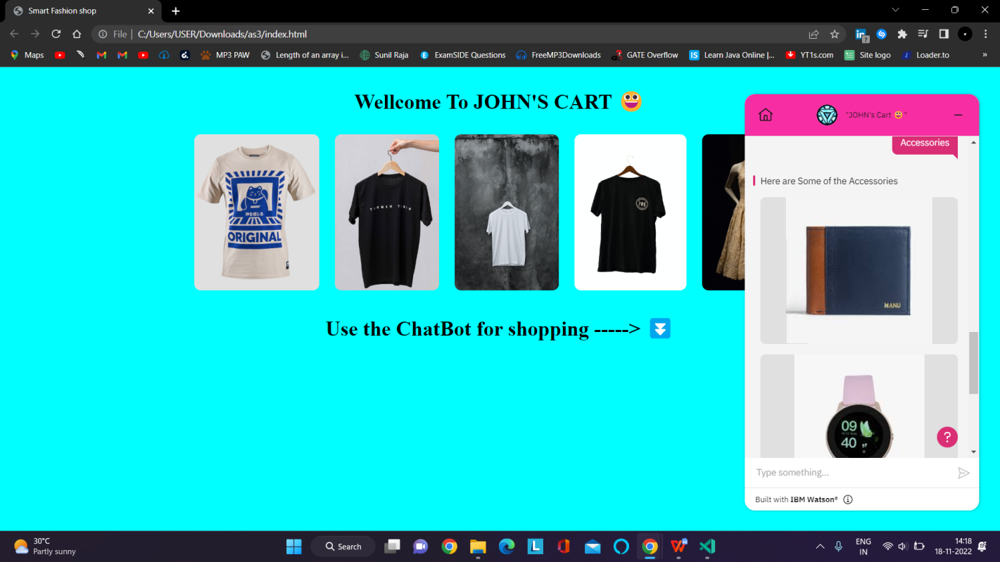 Smart Fashion shop
File
C:/Users/USER/Downloads/as3/index.html
Maps
MP3 PAW
Length of an array i...
Sunil Raja
ExamSIDE Questions
FreeMP3Downloads
GATE Overflow
Learn Java Online |...
YT1s.com
Site logo
Loader.to
»
Wellcome To JOHN'S CART 😀
ORIGINAL
Use the ChatBot for shopping -----> ⏬
"JOHN's Cart 😀"
Accessories
Here are Some of the Accessories
MANU
09
40
?
Type something...
Built with IBM Watson®
30°C
Partly sunny
Search
ENG
IN
14:18
18-11-2022